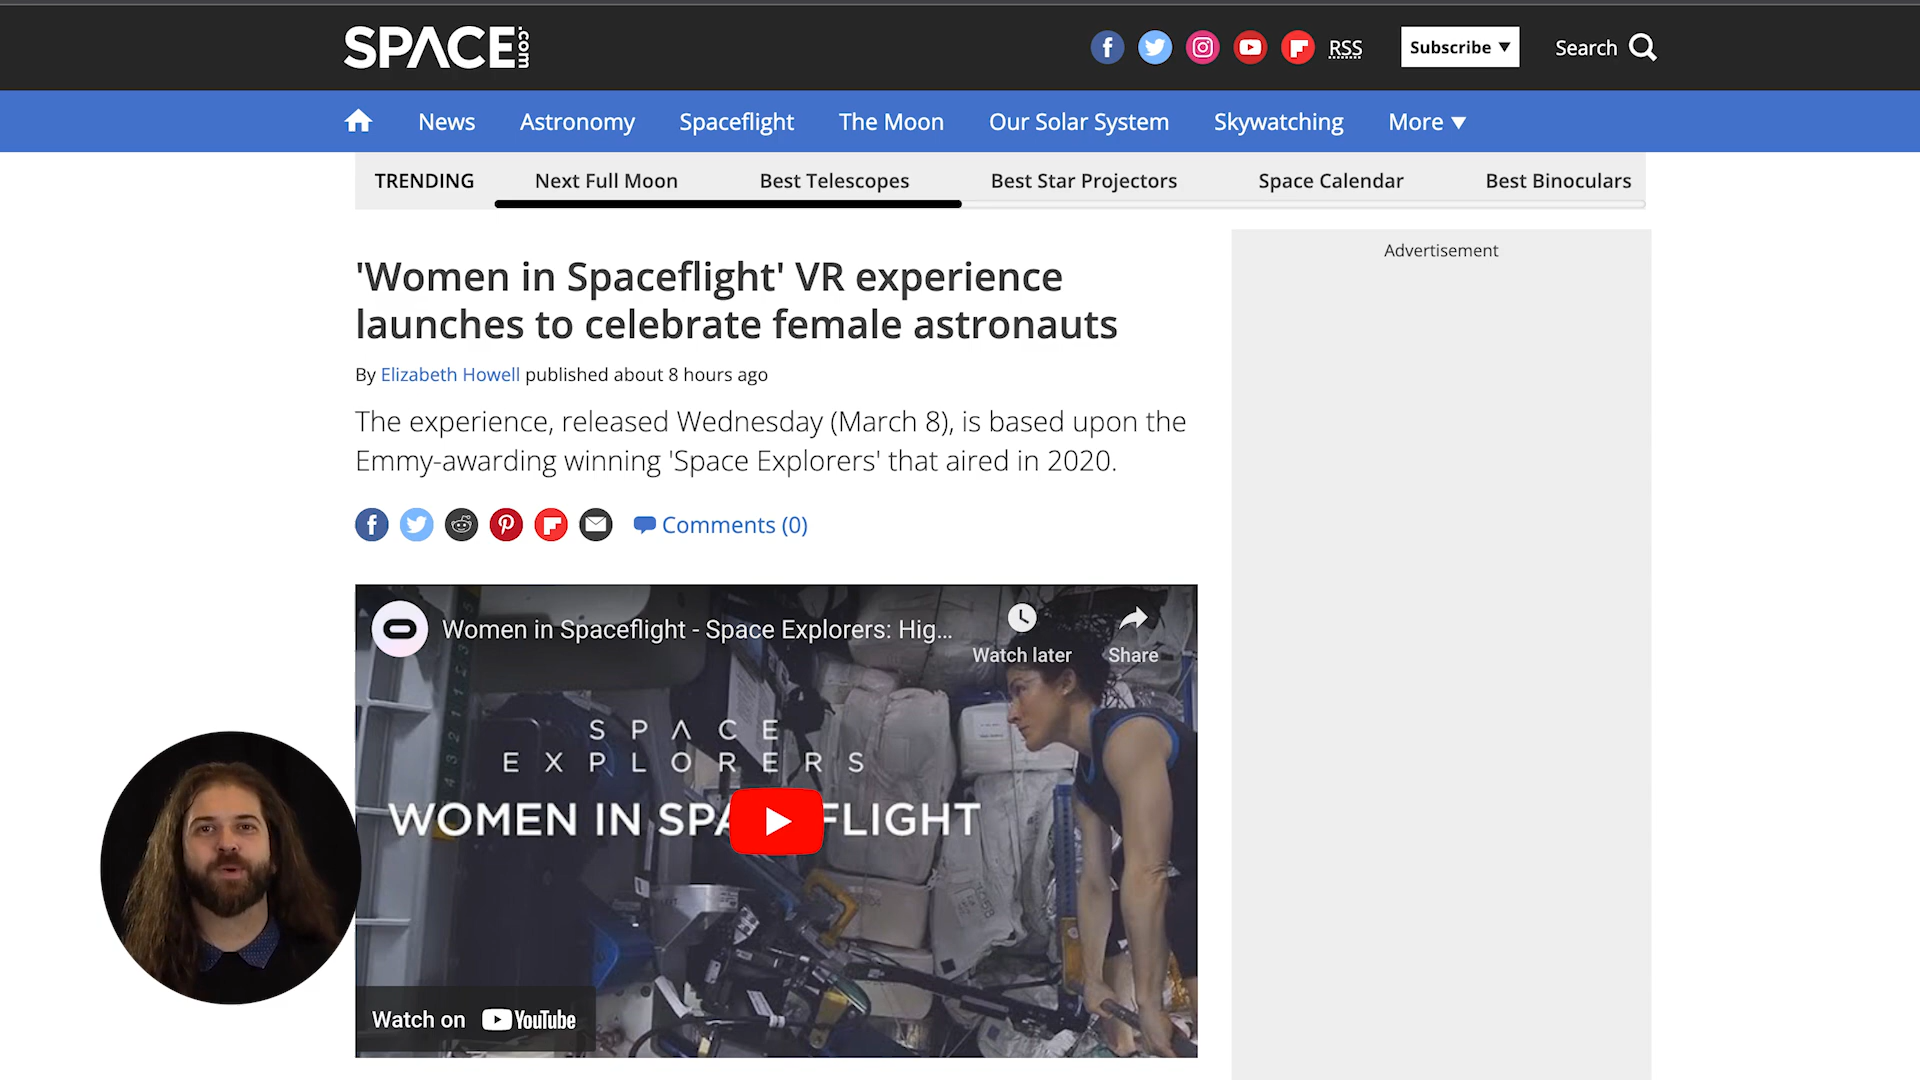 SPACE.com
RSS
Subscribe ▼
Search
News
Astronomy
Spaceflight
The Moon
Our Solar System
Skywatching
More ▼
TRENDING
Next Full Moon
Best Telescopes
Best Star Projectors
Space Calendar
Best Binoculars
Advertisement
'Women in Spaceflight' VR experience
launches to celebrate female astronauts
By Elizabeth Howell published about 8 hours ago
The experience, released Wednesday (March 8), is based upon the
Emmy-awarding winning 'Space Explorers' that aired in 2020.
Comments (0)
Women in Spaceflight - Space Explorers: Hig...
Watch later
Share
SPACE
EXPLORERS
WOMEN IN SPA FLIGHT
Watch on YouTube